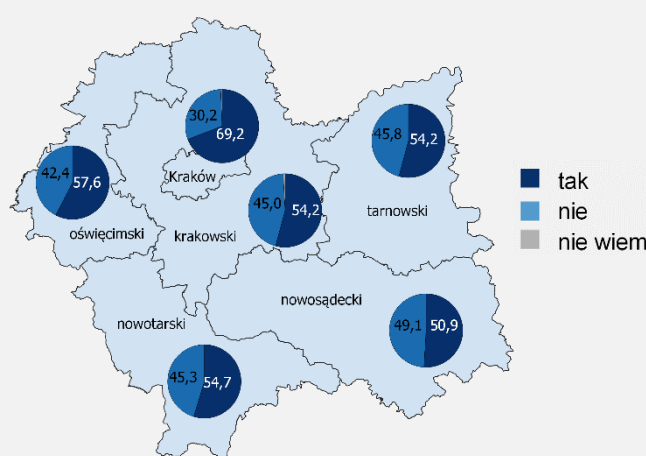 30,2
69,2
Kraków
45,8
54,2
tarnowski
42,4
57,6
oświęcimski
45,0
54,2
krakowski
nowosądecki
49,1
50,9
nowotarski
45,3
54,7
tak
nie
nie wiem